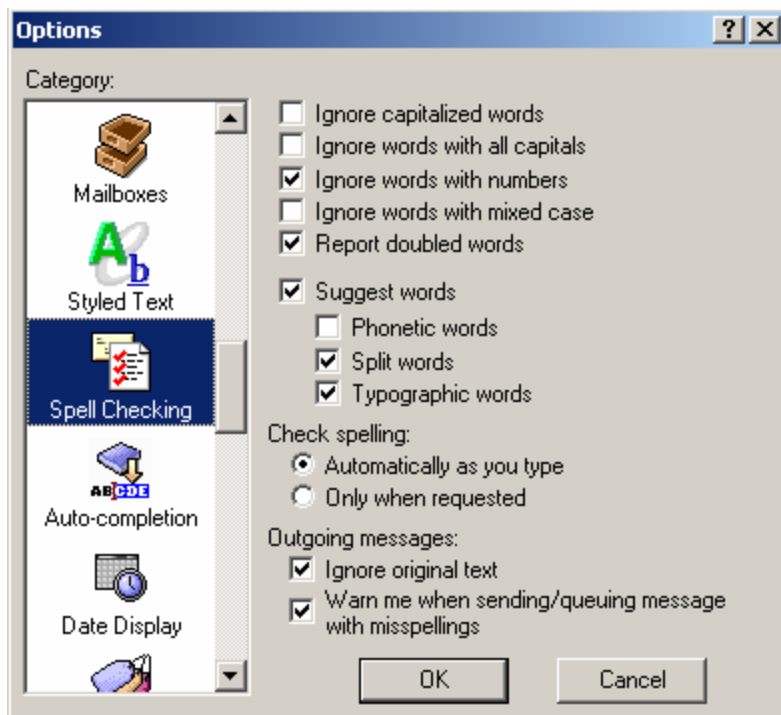 Options
Category:
Mailboxes
Styled Text
Spell Checking
Auto-completion
Date Display
Ignore capitalized words
Ignore words with all capitals
Ignore words with numbers
Ignore words with mixed case
Report doubled words
Suggest words
Phonetic words
Split words
Typographic words
Check spelling:
Automatically as you type
Only when requested
Outgoing messages:
Ignore original text
Warn me when sending/queuing message
with misspellings
OK
Cancel